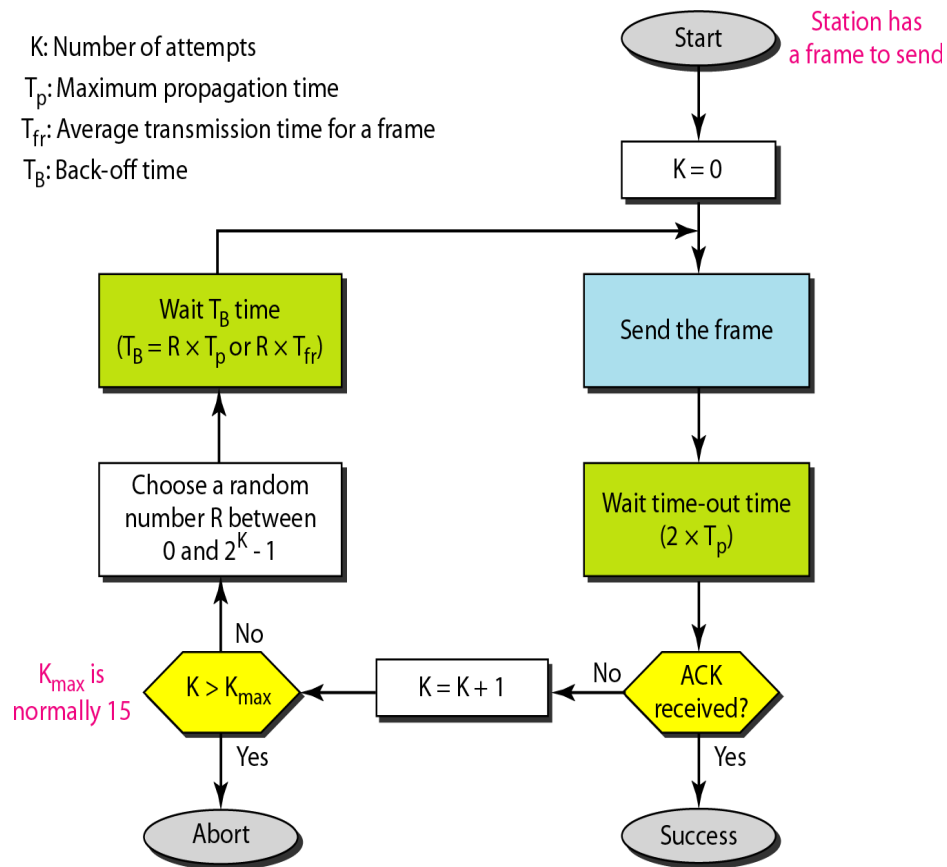 K: Number of attempts
Tp: Maximum propagation time
Tfr: Average transmission time for a frame
TB: Back-off time
Start
Station has
a frame to send
K = 0
Wait TB time
(TB = R × Tp or R × Tfr)
Send the frame
Choose a random
number R between
0 and 2^K - 1
Wait time-out time
(2 × Tp)
No
Kmax is
normally 15
K > Kmax
K = K + 1
No
ACK
received?
Yes
Yes
Abort
Success